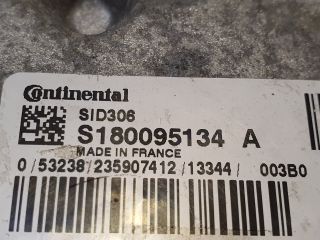 Continental
SID306
S180095134 A
MADE IN FRANCE
0/53238/235907412/13344/ 003B0